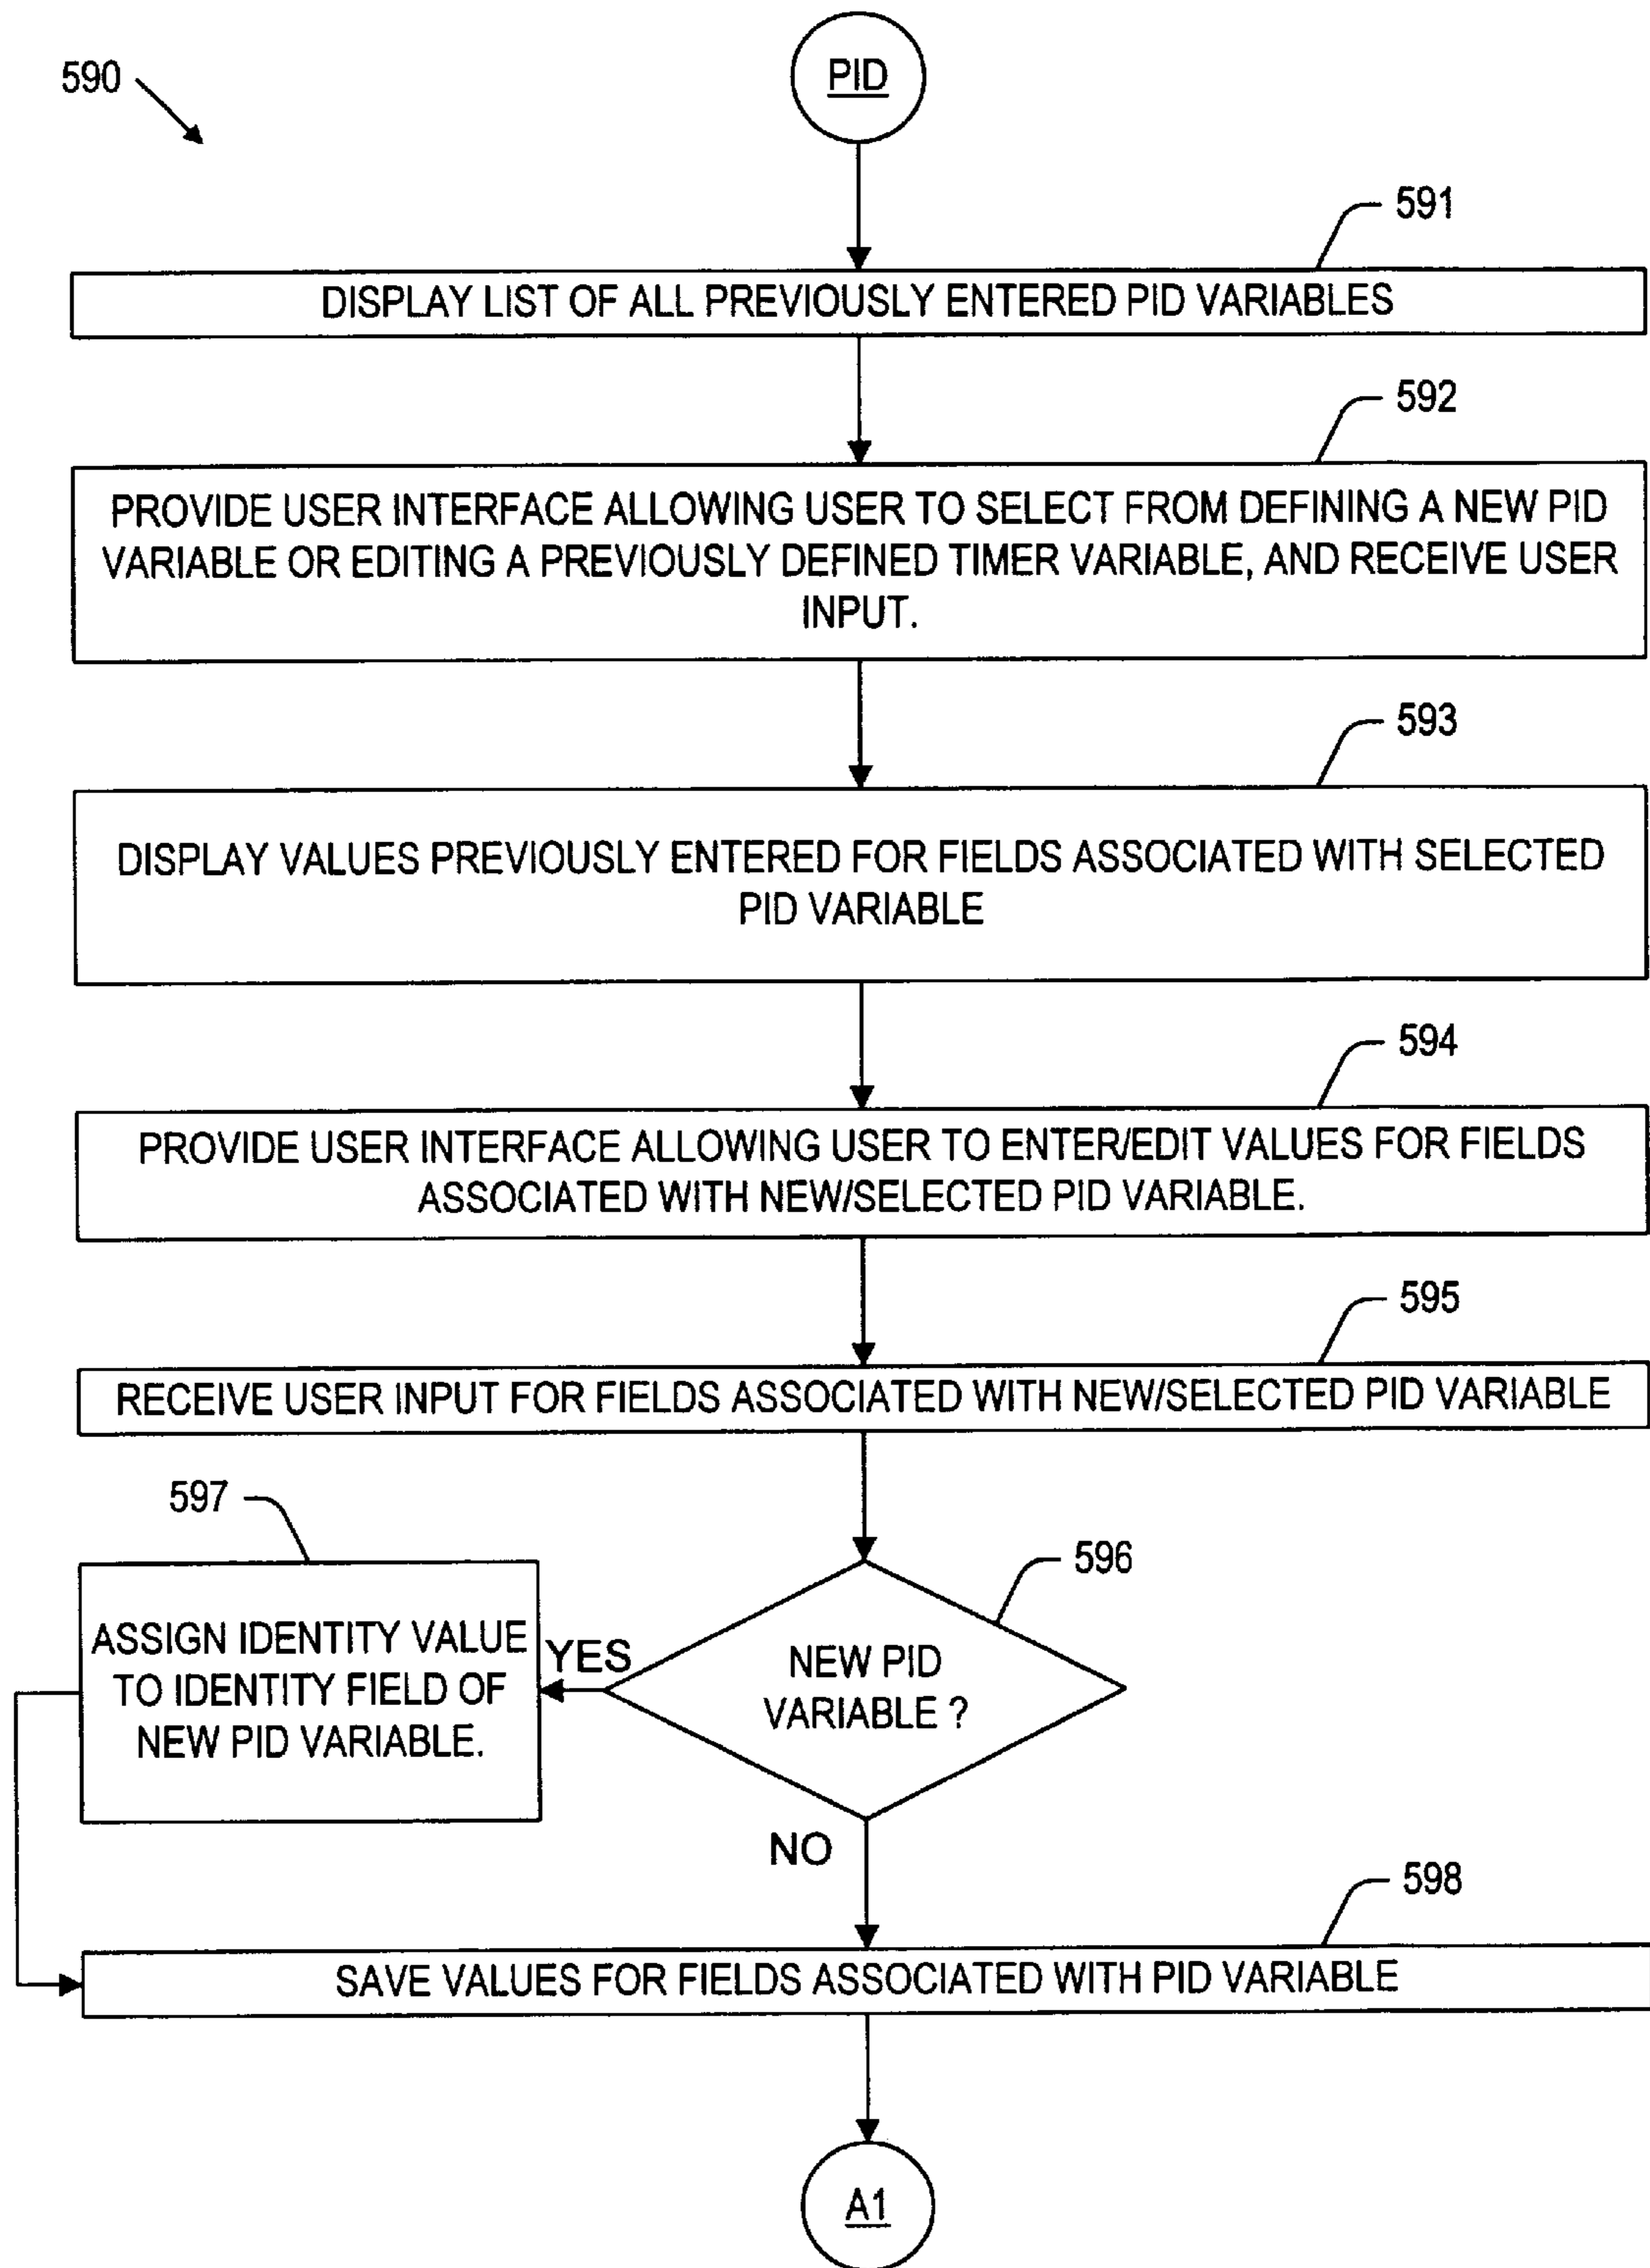 PID
590
591
DISPLAY LIST OF ALL PREVIOUSLY ENTERED PID VARIABLES
592
PROVIDE USER INTERFACE ALLOWING USER TO SELECT FROM DEFINING A NEW PID
VARIABLE OR EDITING A PREVIOUSLY DEFINED TIMER VARIABLE, AND RECEIVE USER
INPUT.
593
DISPLAY VALUES PREVIOUSLY ENTERED FOR FIELDS ASSOCIATED WITH SELECTED
PID VARIABLE
594
PROVIDE USER INTERFACE ALLOWING USER TO ENTER/EDIT VALUES FOR FIELDS
ASSOCIATED WITH NEW/SELECTED PID VARIABLE.
595
RECEIVE USER INPUT FOR FIELDS ASSOCIATED WITH NEW/SELECTED PID VARIABLE
596
NEW PID
VARIABLE ?
YES
597
ASSIGN IDENTITY VALUE
TO IDENTITY FIELD OF
NEW PID VARIABLE.
NO
598
SAVE VALUES FOR FIELDS ASSOCIATED WITH PID VARIABLE
A1